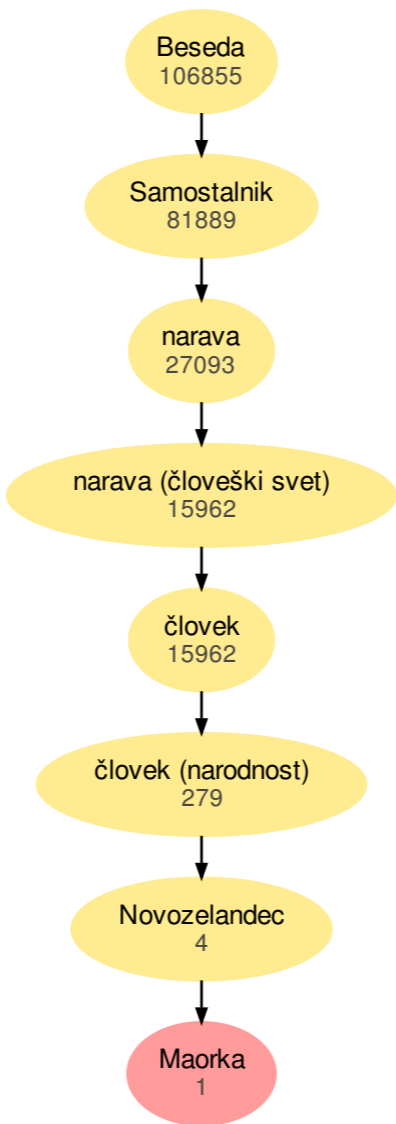 Beseda
106855
Samostalnik
81889
narava
27093
narava (človeški svet)
15962
človek
15962
človek (narodnost)
279
Novozelandec
4
Maorka
1